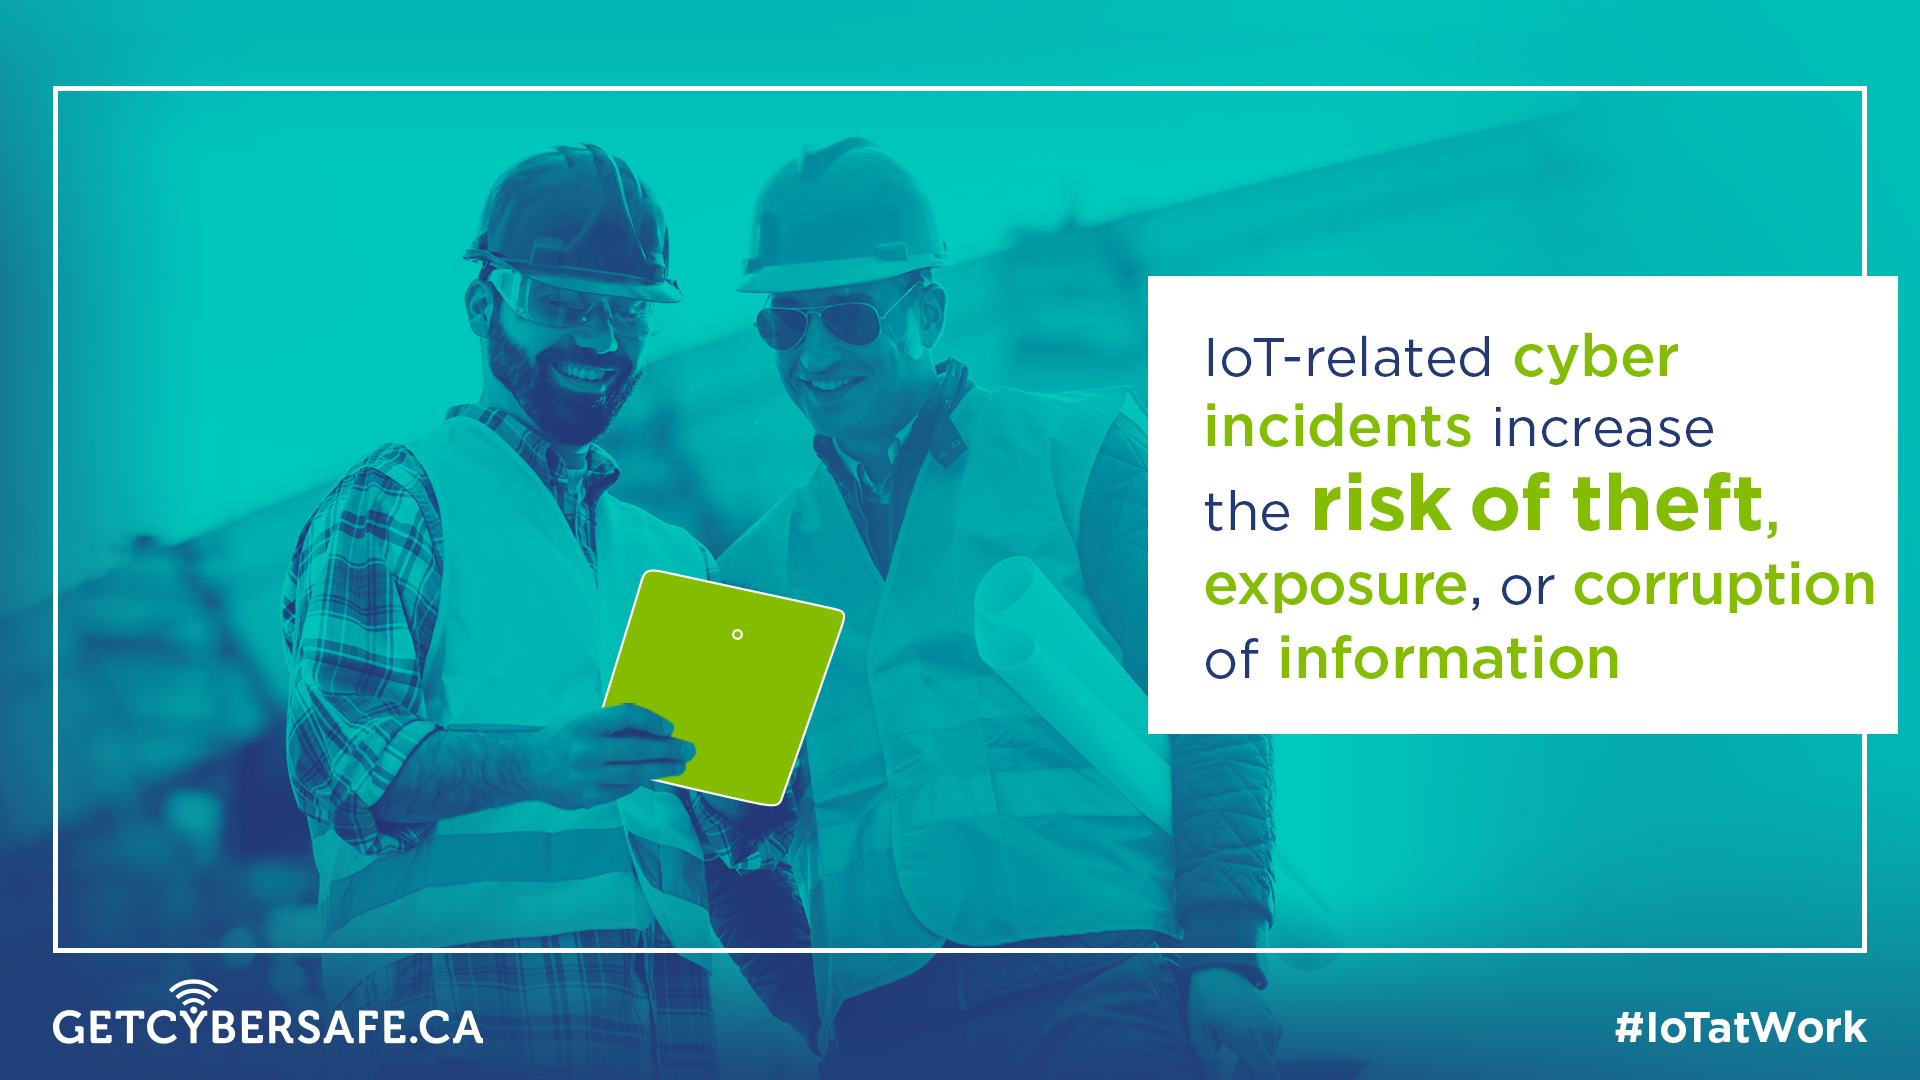 IoT-related cyber
incidents increase
the risk of theft,
exposure, or corruption
of information
GETCYBERSAFE.CA
#IoTatWork